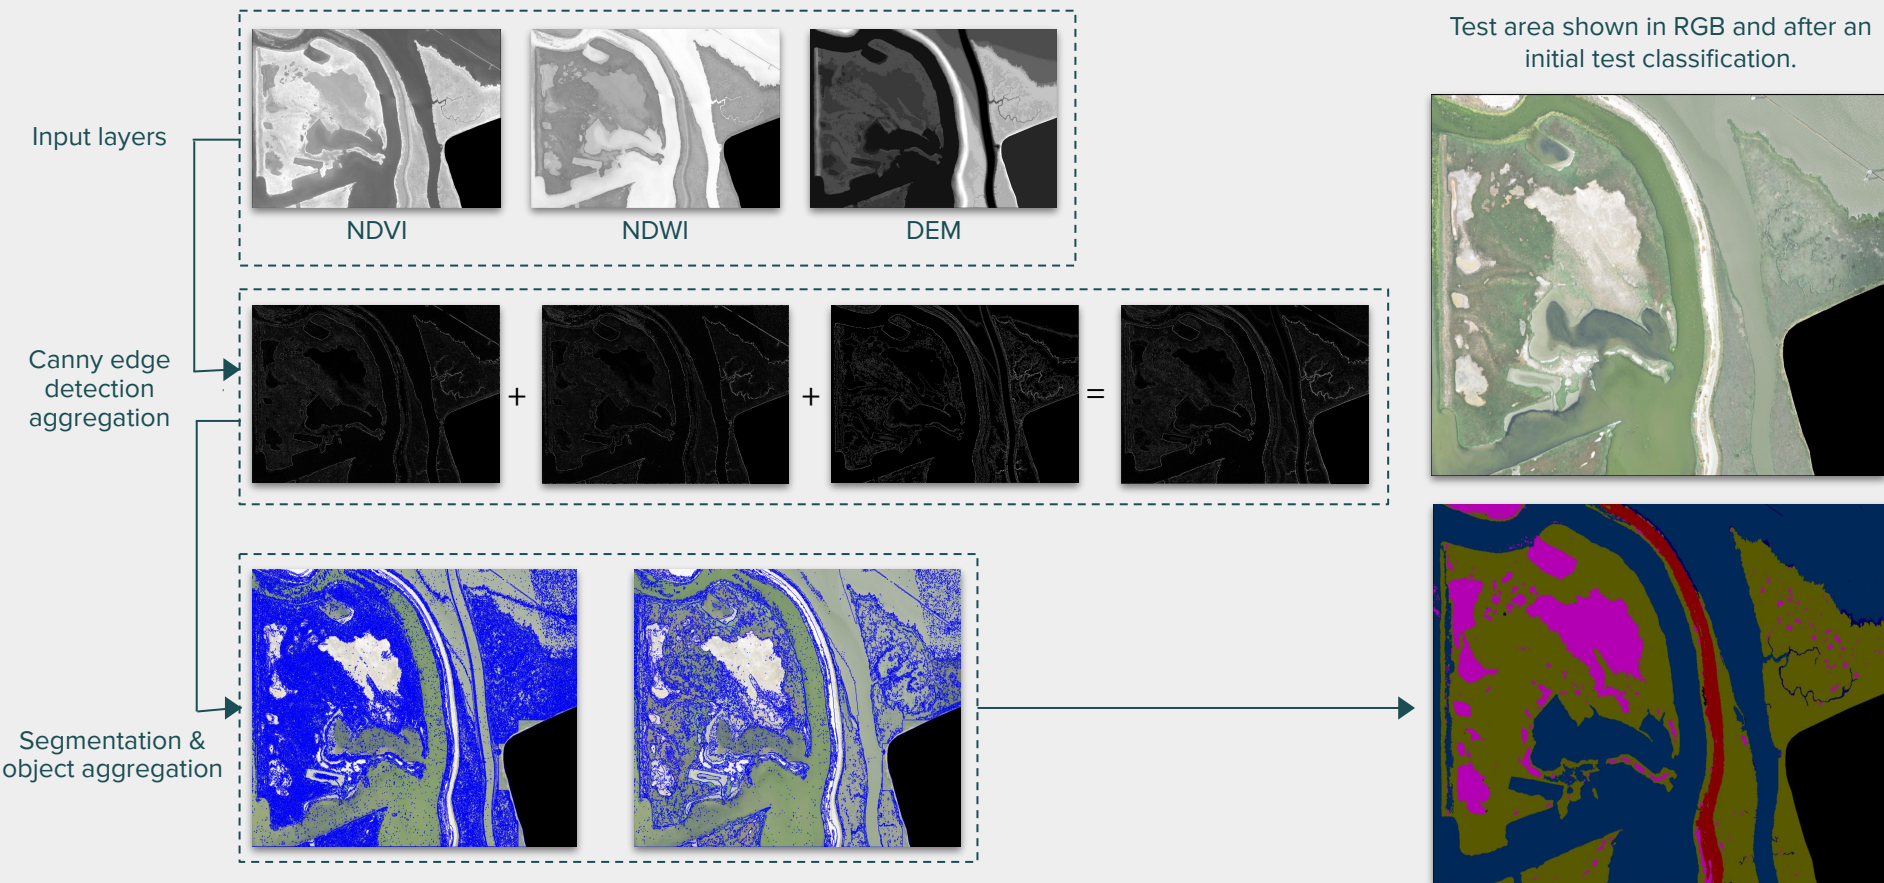 Test area shown in RGB and after an
initial test classification.
Input layers
NDVI
NDWI
DEM
Canny edge
detection
aggregation
+
+
=
Segmentation &
object aggregation